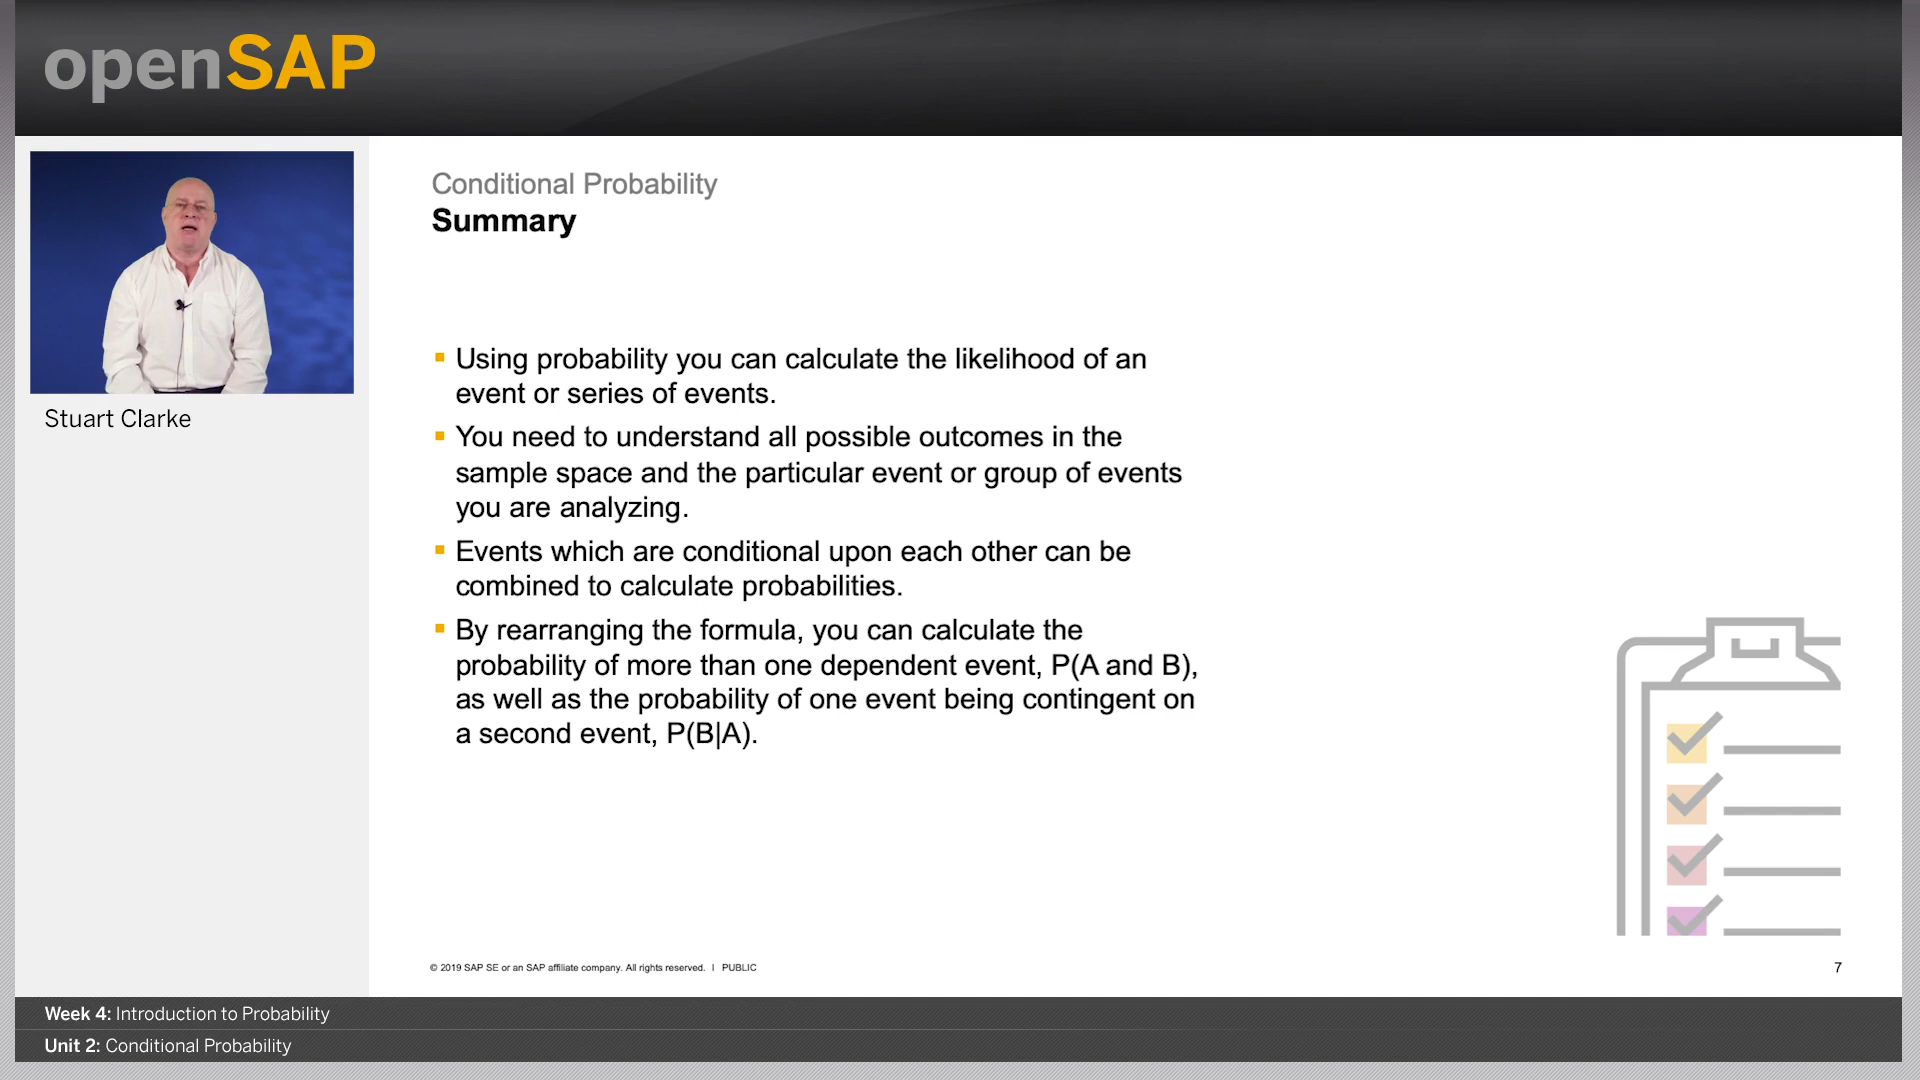 openSAP
Conditional Probability
Summary
Stuart Clarke
Using probability you can calculate the likelihood of an
event or series of events.
You need to understand all possible outcomes in the
sample space and the particular event or group of events
you are analyzing.
Events which are conditional upon each other can be
combined to calculate probabilities.
By rearranging the formula, you can calculate the
probability of more than one dependent event, P(A and B),
as well as the probability of one event being contingent on
a second event, P(B|A).
© 2019 SAP SE or an SAP affiliate company. All rights reserved. ǀ PUBLIC
7
Week 4: Introduction to Probability
Unit 2: Conditional Probability